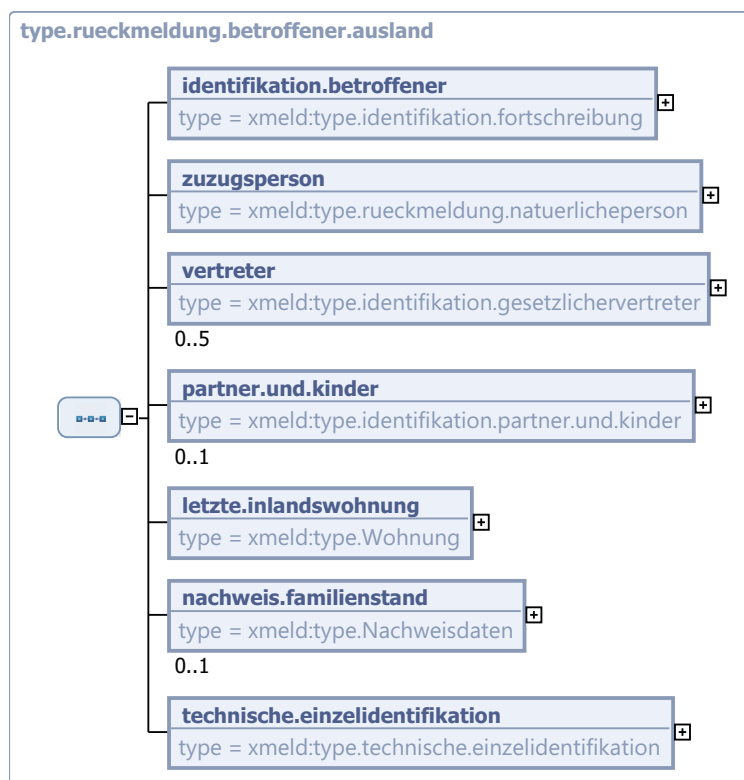 type.rueckmeldung.betroffener.ausland
identifikation.betroffener
type = xmeld:type.identifikation.fortschreibung
zuzugsperson
type = xmeld:type.rueckmeldung.natuerlicheperson
vertreter
type = xmeld:type.identifikation.gesetzlichervertreter
0..5
partner.und.kinder
type = xmeld:type.identifikation.partner.und.kinder
0..1
letzte.inlandswohnung
type = xmeld:type.Wohnung
nachweis.familienstand
type = xmeld:type.Nachweisdaten
0..1
technische.einzelidentifikation
type = xmeld:type.technische.einzelidentifikation